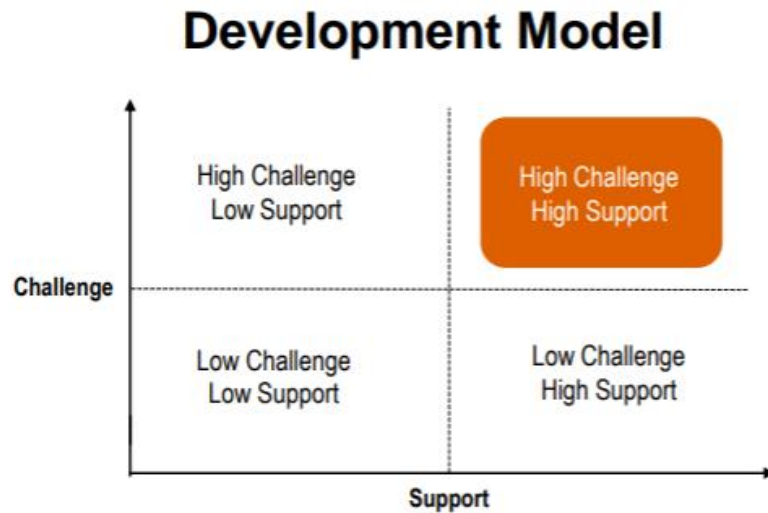 Development Model
High Challenge
Low Support
High Challenge
High Support
Challenge
Low Challenge
Low Support
Low Challenge
High Support
Support